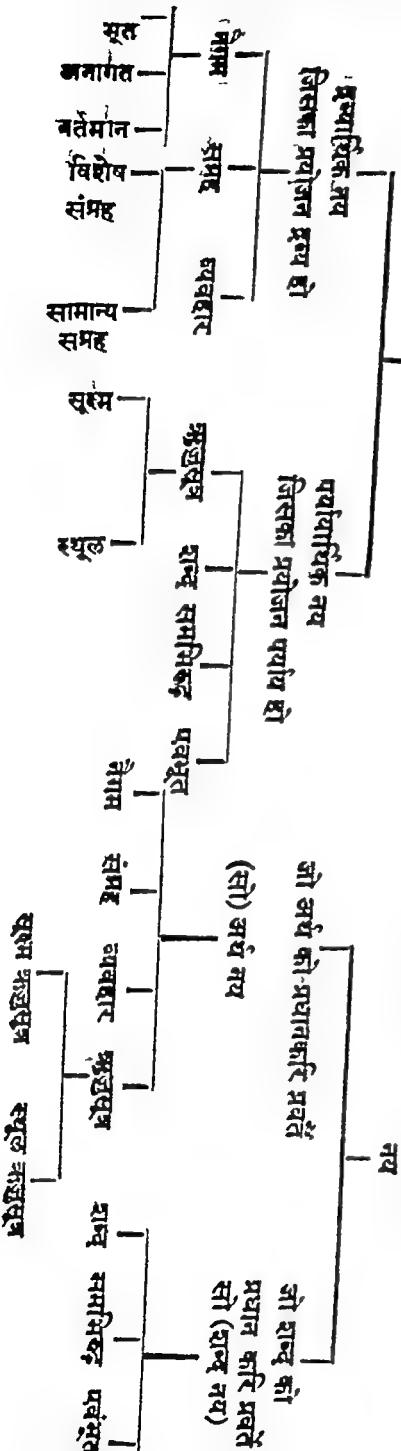 नय
द्रव्यार्थिक नय
जिसका प्रयोजन द्रव्य हो
नैगम
संग्रह
व्यवहार
भूत
अनागत
वर्तमान
विशेष
संग्रह
सामान्य
संग्रह
पर्यायार्थिक नय
जिसका प्रयोजन पर्याय हो
ऋजुसूत्र
शब्द
समभिरूढ़
एवंभूत
सूक्ष्म
स्थूल
जो अर्थ को प्रधानकरि प्रवर्तें
(सो) अर्थ नय
नैगम
संग्रह
व्यवहार
ऋजुसूत्र
सूक्ष्म ऋजुसूत्र
स्थूल ऋजुसूत्र
जो शब्द को
प्रधान करि प्रवर्ते
सो (शब्द नय)
शब्द
समभिरूढ़
एवंभूत